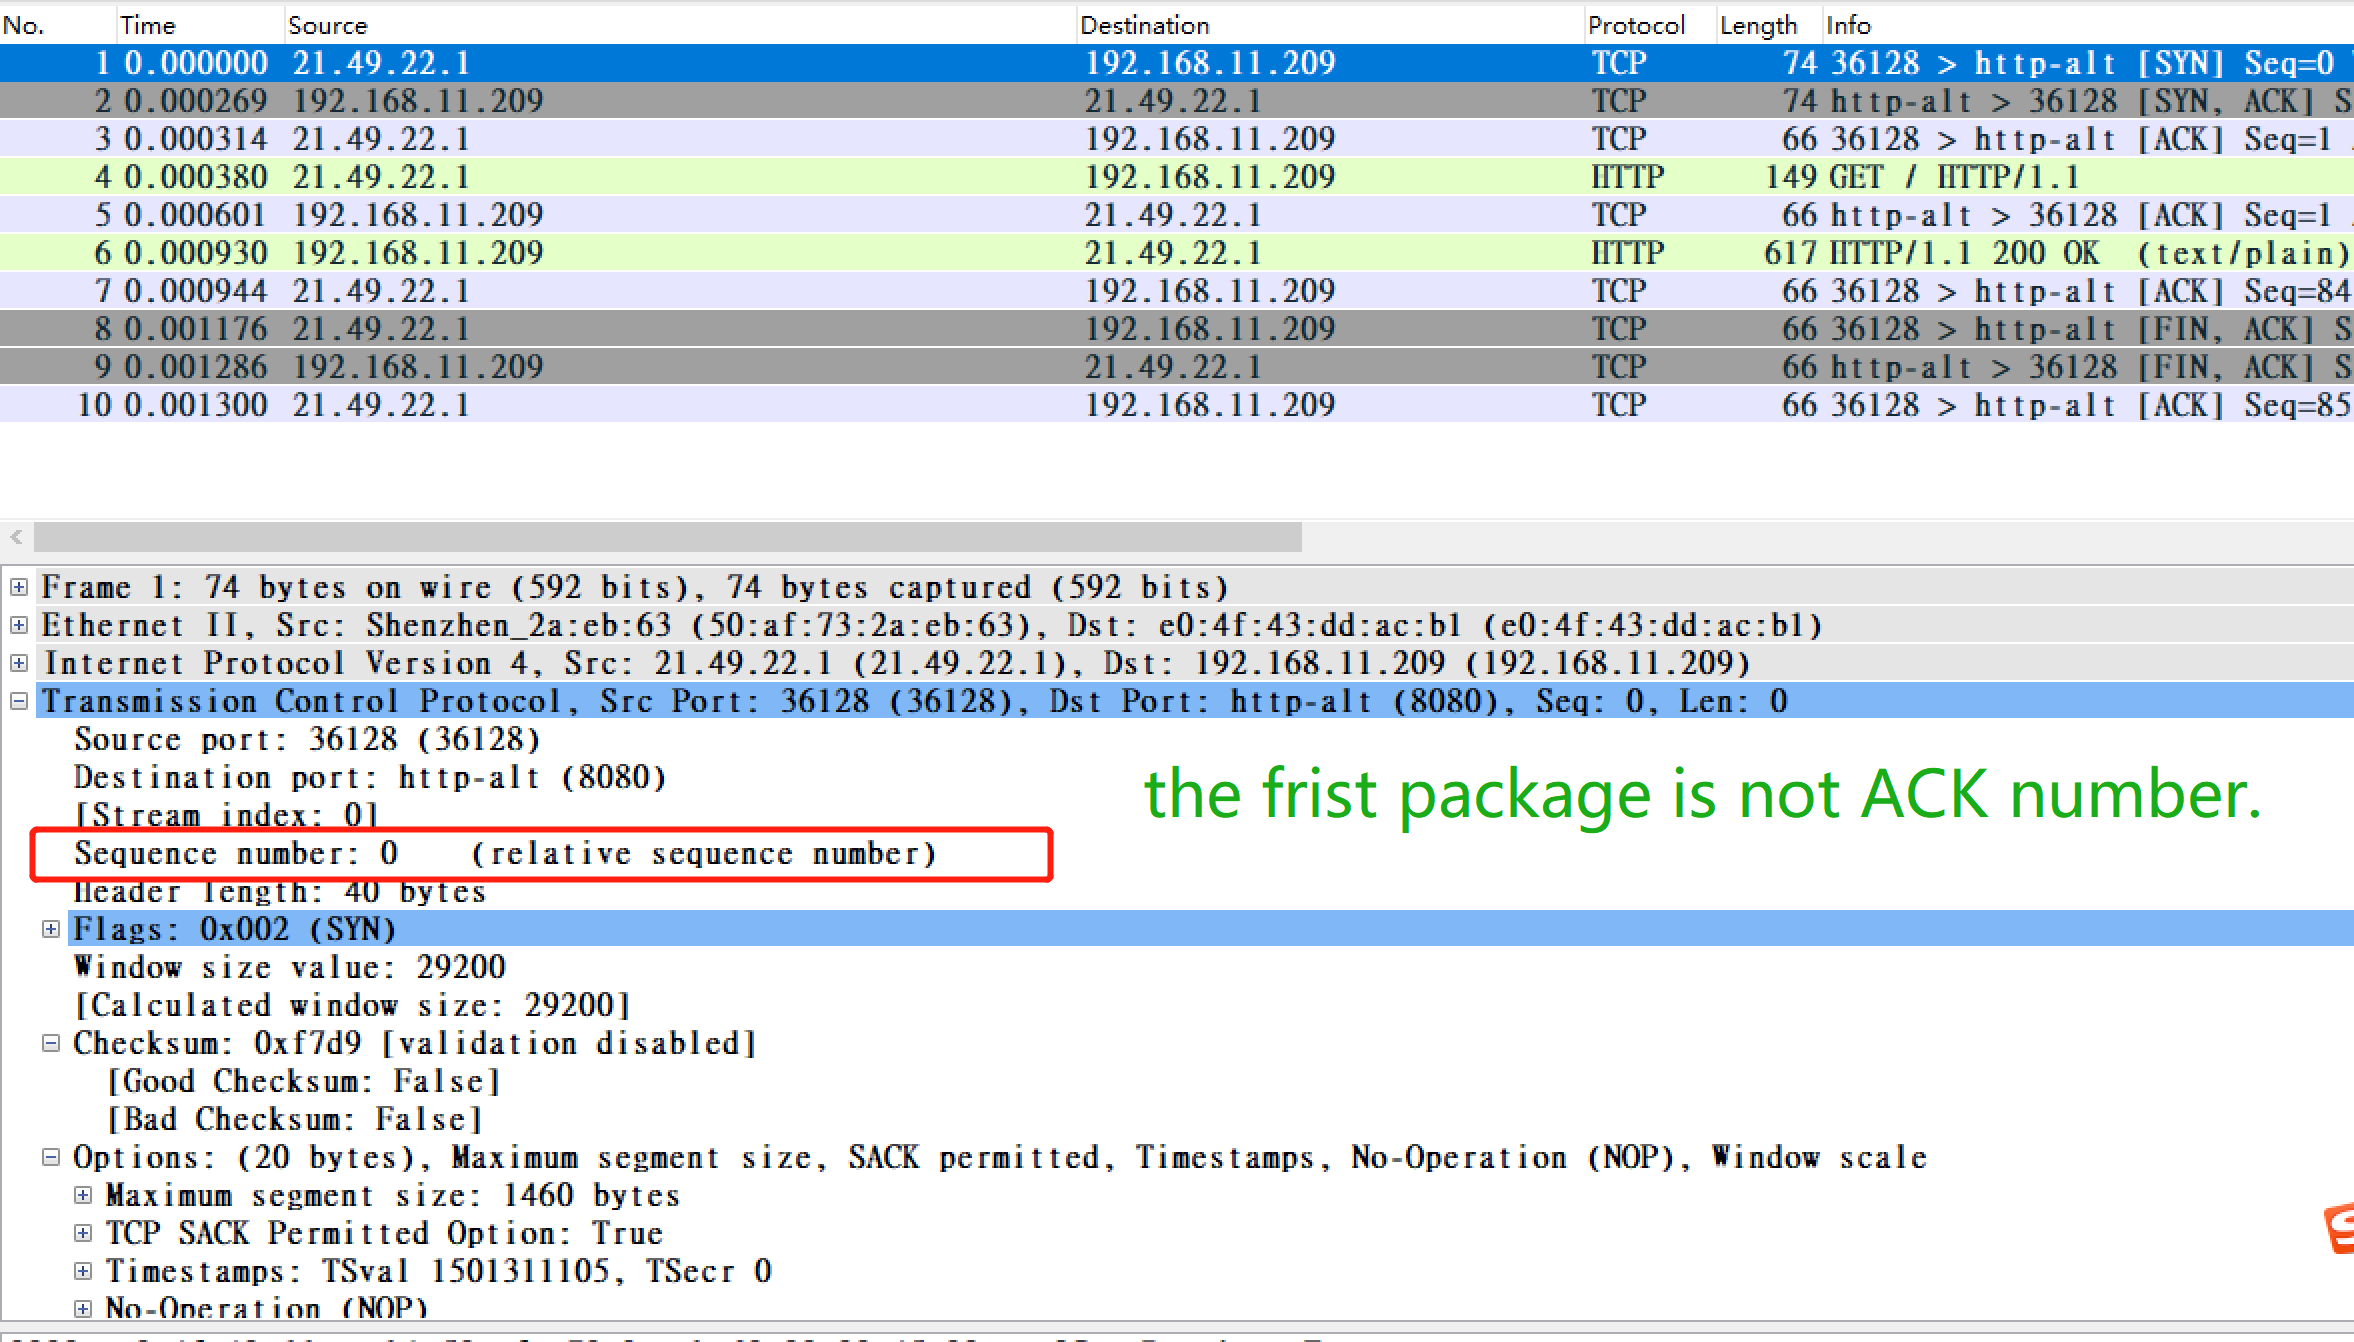 No. Time Source Destination Protocol Length Info
1 0.000000 21.49.22.1 192.168.11.209 TCP 74 36128 > http-alt [SYN] Seq=0
2 0.000269 192.168.11.209 21.49.22.1 TCP 74 http-alt > 36128 [SYN, ACK] S
3 0.000314 21.49.22.1 192.168.11.209 TCP 66 36128 > http-alt [ACK] Seq=1
4 0.000380 21.49.22.1 192.168.11.209 HTTP 149 GET / HTTP/1.1
5 0.000601 192.168.11.209 21.49.22.1 TCP 66 http-alt > 36128 [ACK] Seq=1
6 0.000930 192.168.11.209 21.49.22.1 HTTP 617 HTTP/1.1 200 OK (text/plain)
7 0.000944 21.49.22.1 192.168.11.209 TCP 66 36128 > http-alt [ACK] Seq=84
8 0.001176 21.49.22.1 192.168.11.209 TCP 66 36128 > http-alt [FIN, ACK] S
9 0.001286 192.168.11.209 21.49.22.1 TCP 66 http-alt > 36128 [FIN, ACK] S
10 0.001300 21.49.22.1 192.168.11.209 TCP 66 36128 > http-alt [ACK] Seq=85
Frame 1: 74 bytes on wire (592 bits), 74 bytes captured (592 bits)
Ethernet II, Src: Shenzhen_2a:eb:63 (50:af:73:2a:eb:63), Dst: e0:4f:43:dd:ac:b1 (e0:4f:43:dd:ac:b1)
Internet Protocol Version 4, Src: 21.49.22.1 (21.49.22.1), Dst: 192.168.11.209 (192.168.11.209)
Transmission Control Protocol, Src Port: 36128 (36128), Dst Port: http-alt (8080), Seq: 0, Len: 0
Source port: 36128 (36128)
Destination port: http-alt (8080)
the frist package is not ACK number.
[Stream index: 0]
Sequence number: 0 (relative sequence number)
Header length: 40 bytes
Flags: 0x002 (SYN)
Window size value: 29200
[Calculated window size: 29200]
Checksum: 0xf7d9 [validation disabled]
[Good Checksum: False]
[Bad Checksum: False]
Options: (20 bytes), Maximum segment size, SACK permitted, Timestamps, No-Operation (NOP), Window scale
Maximum segment size: 1460 bytes
TCP SACK Permitted Option: True
Timestamps: TSval 1501311105, TSecr 0
No-Operation (NOP)